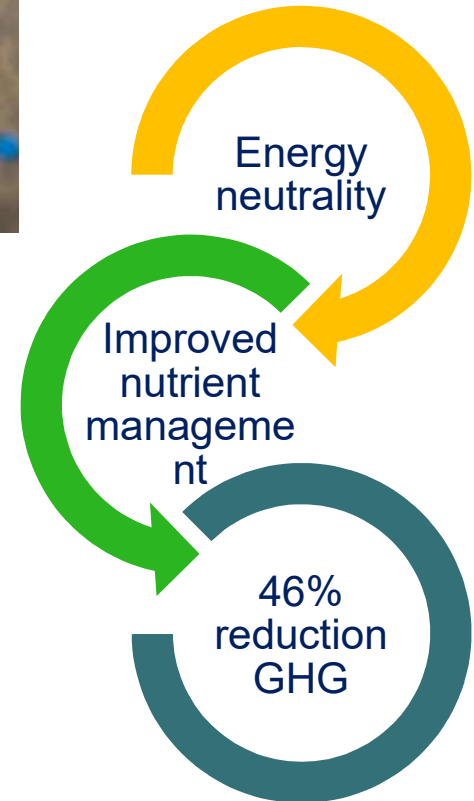 Energy
neutrality
Improved
nutrient
manageme
nt
46%
reduction
GHG